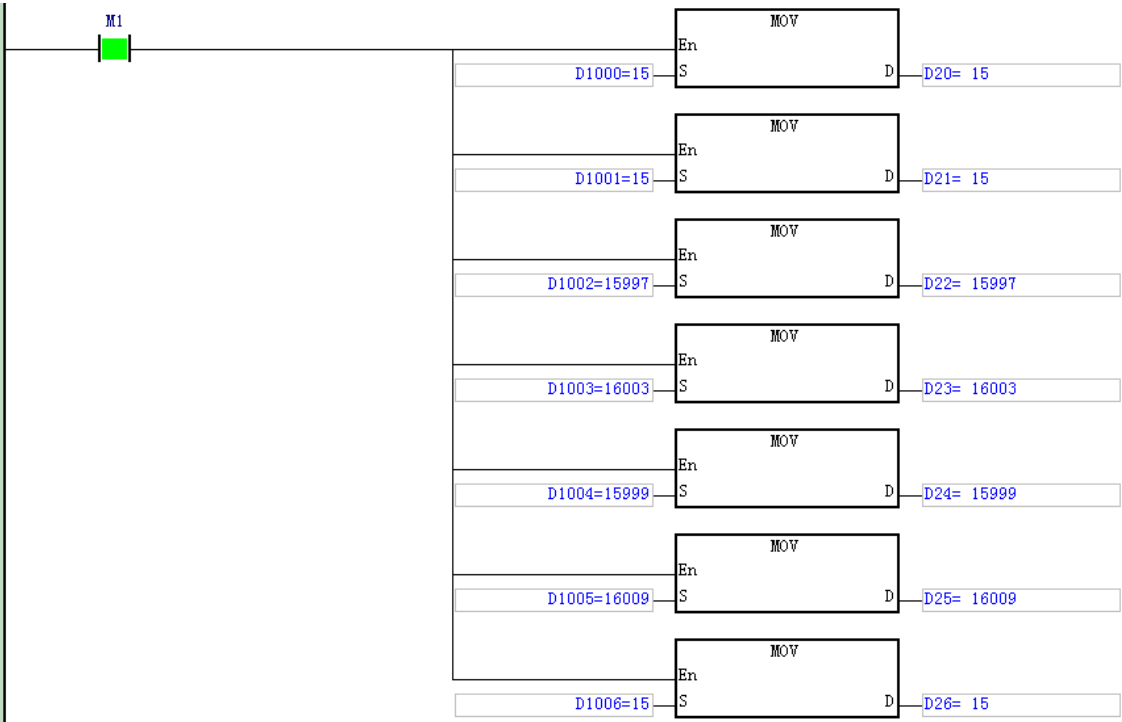 M1
MOV
En
D1000=15 S D D20= 15
MOV
En
D1001=15 S D D21= 15
MOV
En
D1002=15997 S D D22= 15997
MOV
En
D1003=16003 S D D23= 16003
MOV
En
D1004=15999 S D D24= 15999
MOV
En
D1005=16009 S D D25= 16009
MOV
En
D1006=15 S D D26= 15